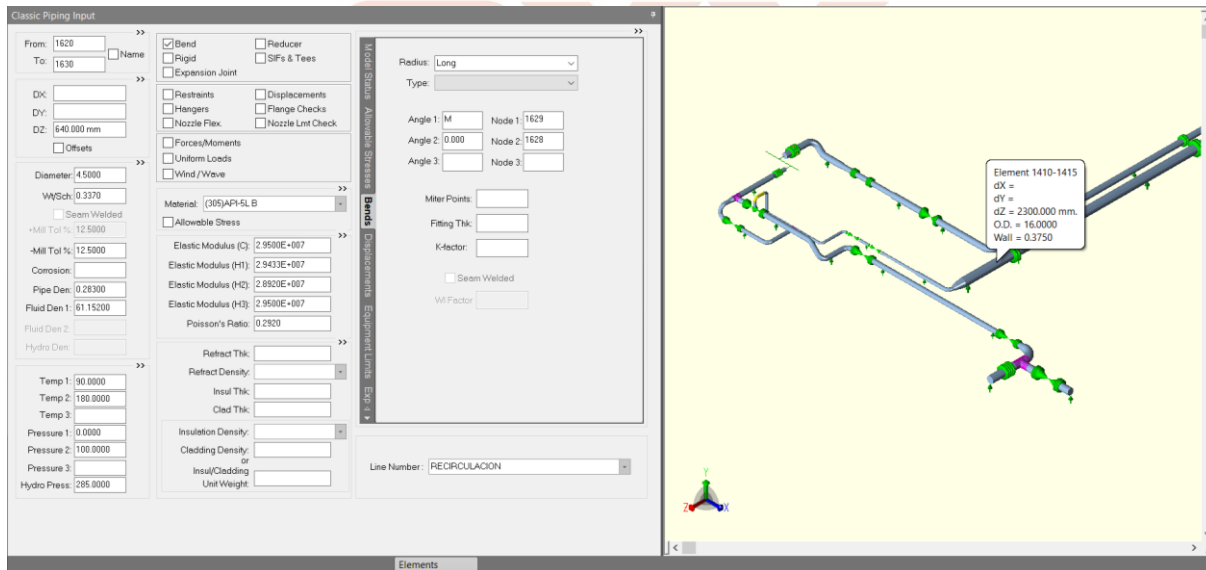 Classic Piping Input
>>
From: 1620
To: 1630
Name
>>
DX:
DY:
DZ: 640.000 mm
Offsets
>>
Diameter: 4.5000
Wt/Sch: 0.3370
Seam Welded
+Mill Tol %: 12.5000
-Mill Tol %: 12.5000
Corrosion:
Pipe Den: 0.28300
Fluid Den 1: 61.15200
Fluid Den 2:
Hydro Den:
>>
Temp 1: 90.0000
Temp 2: 180.0000
Temp 3:
Pressure 1: 0.0000
Pressure 2: 100.0000
Pressure 3:
Hydro Press: 285.0000
Bend
Reducer
Rigid
SIFs & Tees
Expansion Joint
Restraints
Displacements
Hangers
Flange Checks
Nozzle Flex.
Nozzle Lmt Check
Forces/Moments
Uniform Loads
Wind / Wave
>>
Material: (305)API-5L B
Allowable Stress
>>
Elastic Modulus (C): 2.9500E+007
Elastic Modulus (H1): 2.9433E+007
Elastic Modulus (H2): 2.8920E+007
Elastic Modulus (H3): 2.9500E+007
Poisson's Ratio: 0.2920
>>
Refract Thk:
Refract Density:
Insul Thk:
Clad Thk:
Insulation Density:
Cladding Density:
or
Insul/Cladding
Unit Weight:
>>
Model Status
Allowable Stresses
Bends
Displacements
Equipment Limits
Exp
Radius: Long
Type:
Angle 1: M Node 1: 1629
Angle 2: 0.000 Node 2: 1628
Angle 3: Node 3:
Miter Points:
Fitting Thk:
K-factor:
Seam Welded
WI Factor
Line Number: RECIRCULACION
Elements
Element 1410-1415
dX =
dY =
dZ = 2300.000 mm.
O.D. = 16.0000
Wall = 0.3750
Y
Z
X